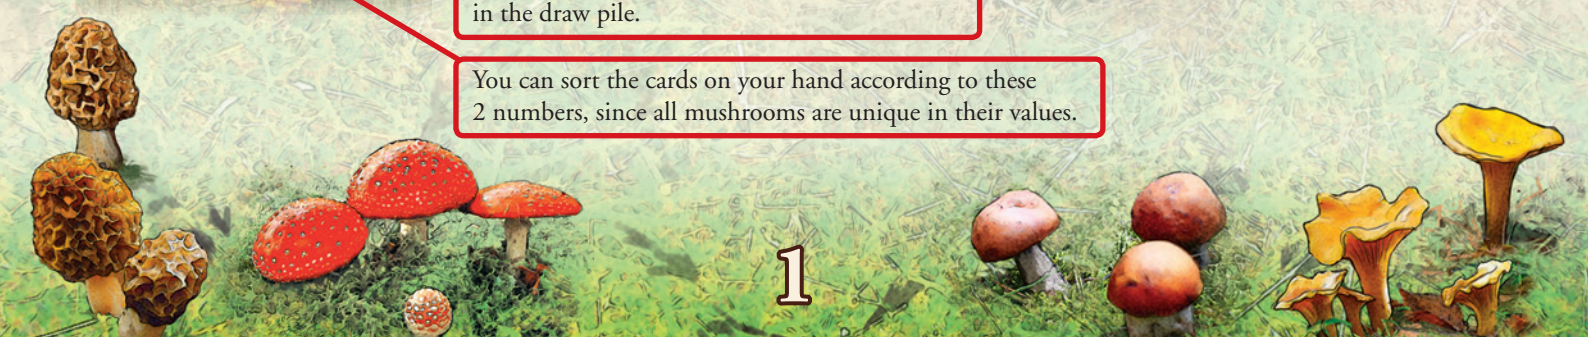 in the draw pile.
You can sort the cards on your hand according to these
2 numbers, since all mushrooms are unique in their values.
1